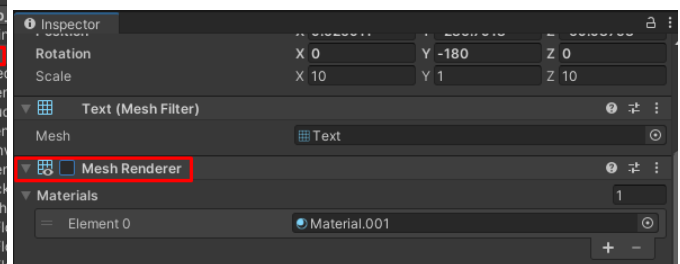 Inspector
Rotation X 0 Y -180 Z 0
Scale X 10 Y 1 Z 10
Text (Mesh Filter)
Mesh Text
Mesh Renderer
Materials 1
Element 0 Material.001